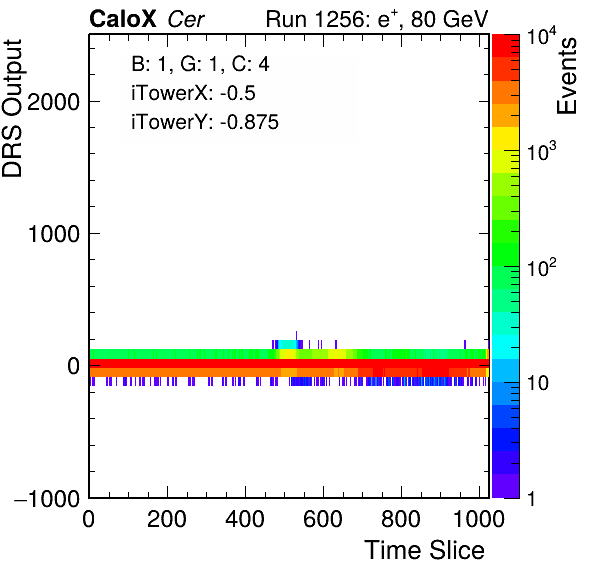 CaloX Cer
Run 1256: e+, 80 GeV
B: 1, G: 1, C: 4
iTowerX: -0.5
iTowerY: -0.875
DRS Output
2000
1000
0
−1000
0 200 400 600 800 1000
Time Slice
10^4
10^3
10^2
10
1
Events